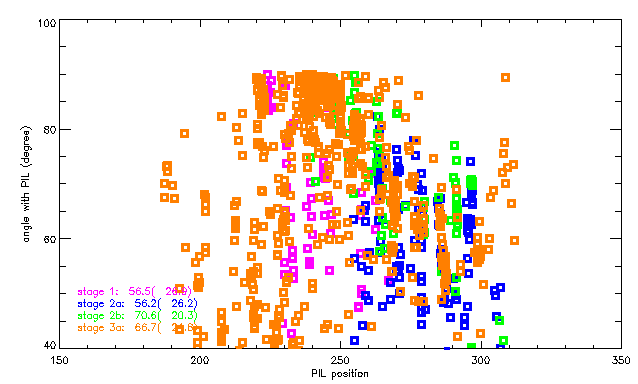 100
80
60
40
angle with PIL (degree)
stage 1: 56.5(
stage 2a: 56.2( 26.2)
stage 2b: 70.6( 20.3)
stage 3a: 66.7(
150 200 250 300 350
PIL position